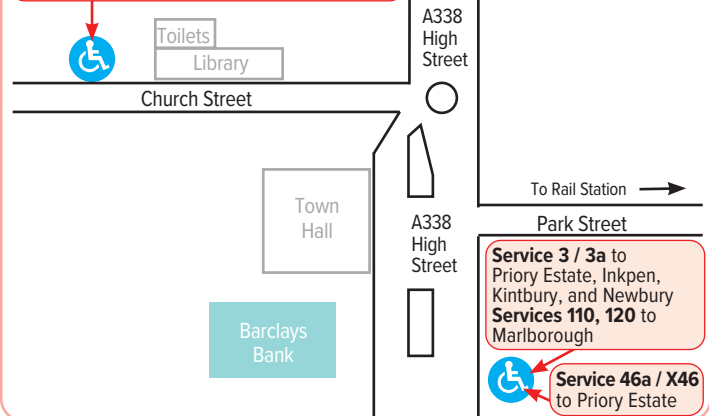 A338
High
Street
Toilets
Library
Church Street
To Rail Station
Town
Hall
A338
High
Street
Park Street
Service 3 / 3a to
Priory Estate, Inkpen,
Kintbury, and Newbury
Services 110, 120 to
Marlborough
Barclays
Bank
Service 46a / X46
to Priory Estate